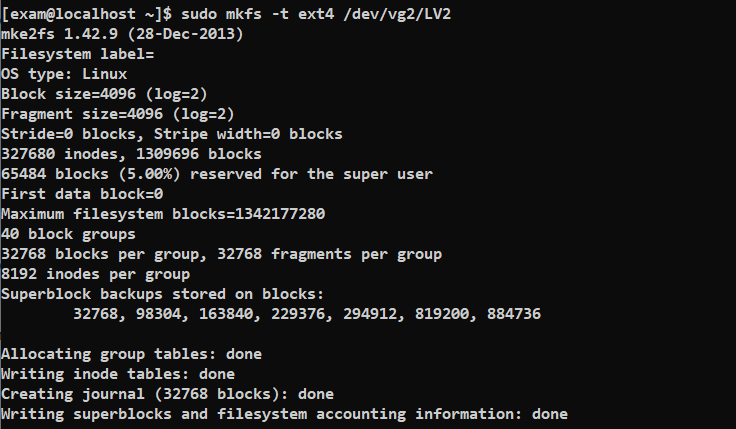 [exam@localhost ~]$ sudo mkfs -t ext4 /dev/vg2/LV2
mke2fs 1.42.9 (28-Dec-2013)
Filesystem label=
OS type: Linux
Block size=4096 (log=2)
Fragment size=4096 (log=2)
Stride=0 blocks, Stripe width=0 blocks
327680 inodes, 1309696 blocks
65484 blocks (5.00%) reserved for the super user
First data block=0
Maximum filesystem blocks=1342177280
40 block groups
32768 blocks per group, 32768 fragments per group
8192 inodes per group
Superblock backups stored on blocks:
32768, 98304, 163840, 229376, 294912, 819200, 884736
Allocating group tables: done
Writing inode tables: done
Creating journal (32768 blocks): done
Writing superblocks and filesystem accounting information: done